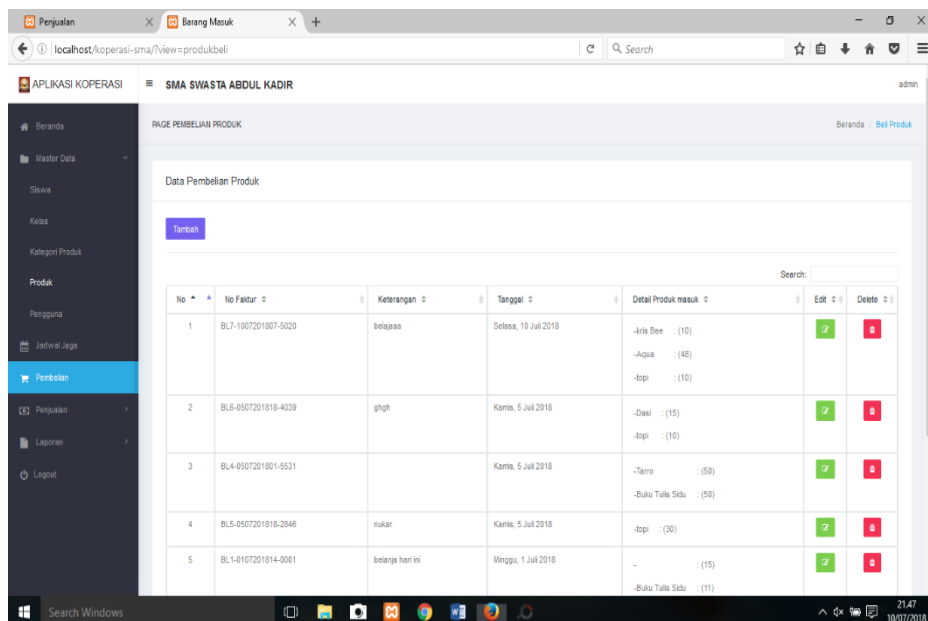 Penjualan
Barang Masuk
localhost/koperasi-sma/?view=produkbeli
Search
APLIKASI KOPERASI
SMA SWASTA ABDUL KADIR
admin
Beranda
Master Data
Siswa
Kelas
Kategori Produk
Produk
Pengguna
Jadwal Jaga
Pembelian
Penjualan
Laporan
Logout
PAGE PEMBELIAN PRODUK
Beranda / Beli Produk
Data Pembelian Produk
Tambah
Search:
No No Faktur Keterangan Tanggal Detail Produk masuk Edit Delete
1 BL7-1007201807-5020 belajaaa Selasa, 10 Juli 2018 -kris Bee : (10)
-Aqua : (48)
-topi : (10)
2 BL6-0507201818-4039 ghgh Kamis, 5 Juli 2018 -Dasi : (15)
-topi : (10)
3 BL4-0507201801-5531 Kamis, 5 Juli 2018 -Tarro : (50)
-Buku Tulis Sidu : (50)
4 BL5-0507201818-2846 nukar Kamis, 5 Juli 2018 -topi : (30)
5 BL1-0107201814-0001 belanja hari ini Minggu, 1 Juli 2018 - : (15)
-Buku Tulis Sidu : (11)
Search Windows
21.47
10/07/2018